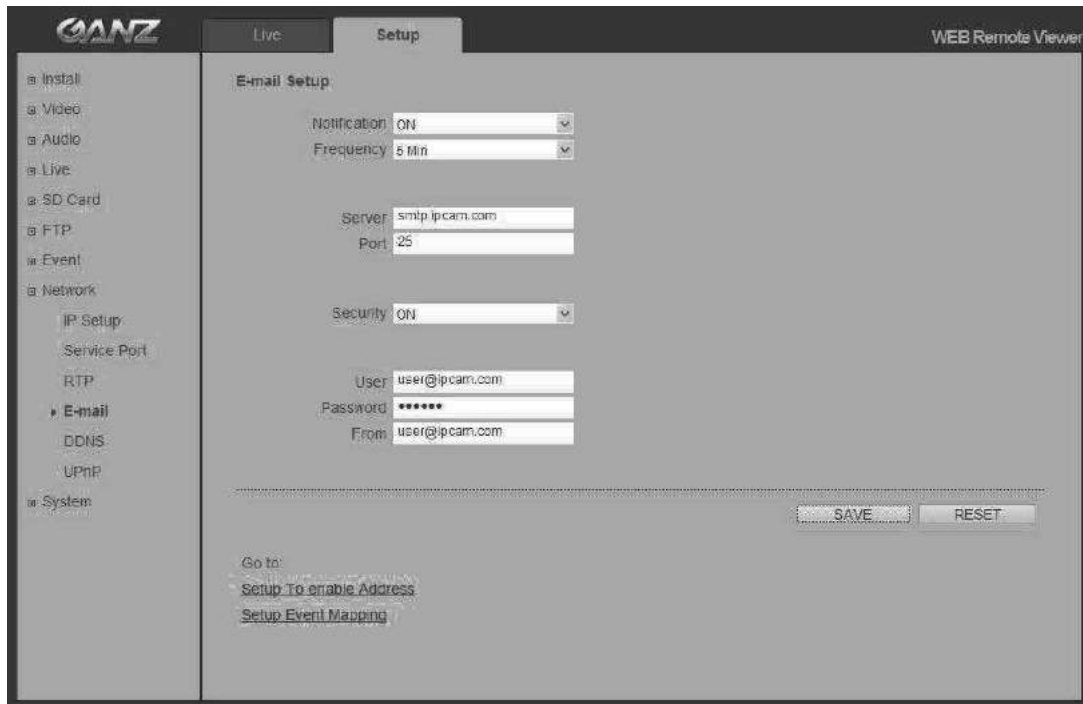 GANZ
Live
Setup
WEB Remote Viewer
Install
Video
Audio
Live
SD Card
FTP
Event
Network
IP Setup
Service Port
RTP
E-mail
DDNS
UPnP
System
E-mail Setup
Notification ON
Frequency 5 Min
Server smtp.ipcam.com
Port 25
Security ON
User user@ipcam.com
Password ••••••
From user@ipcam.com
SAVE
RESET
Go to:
Setup To enable Address
Setup Event Mapping